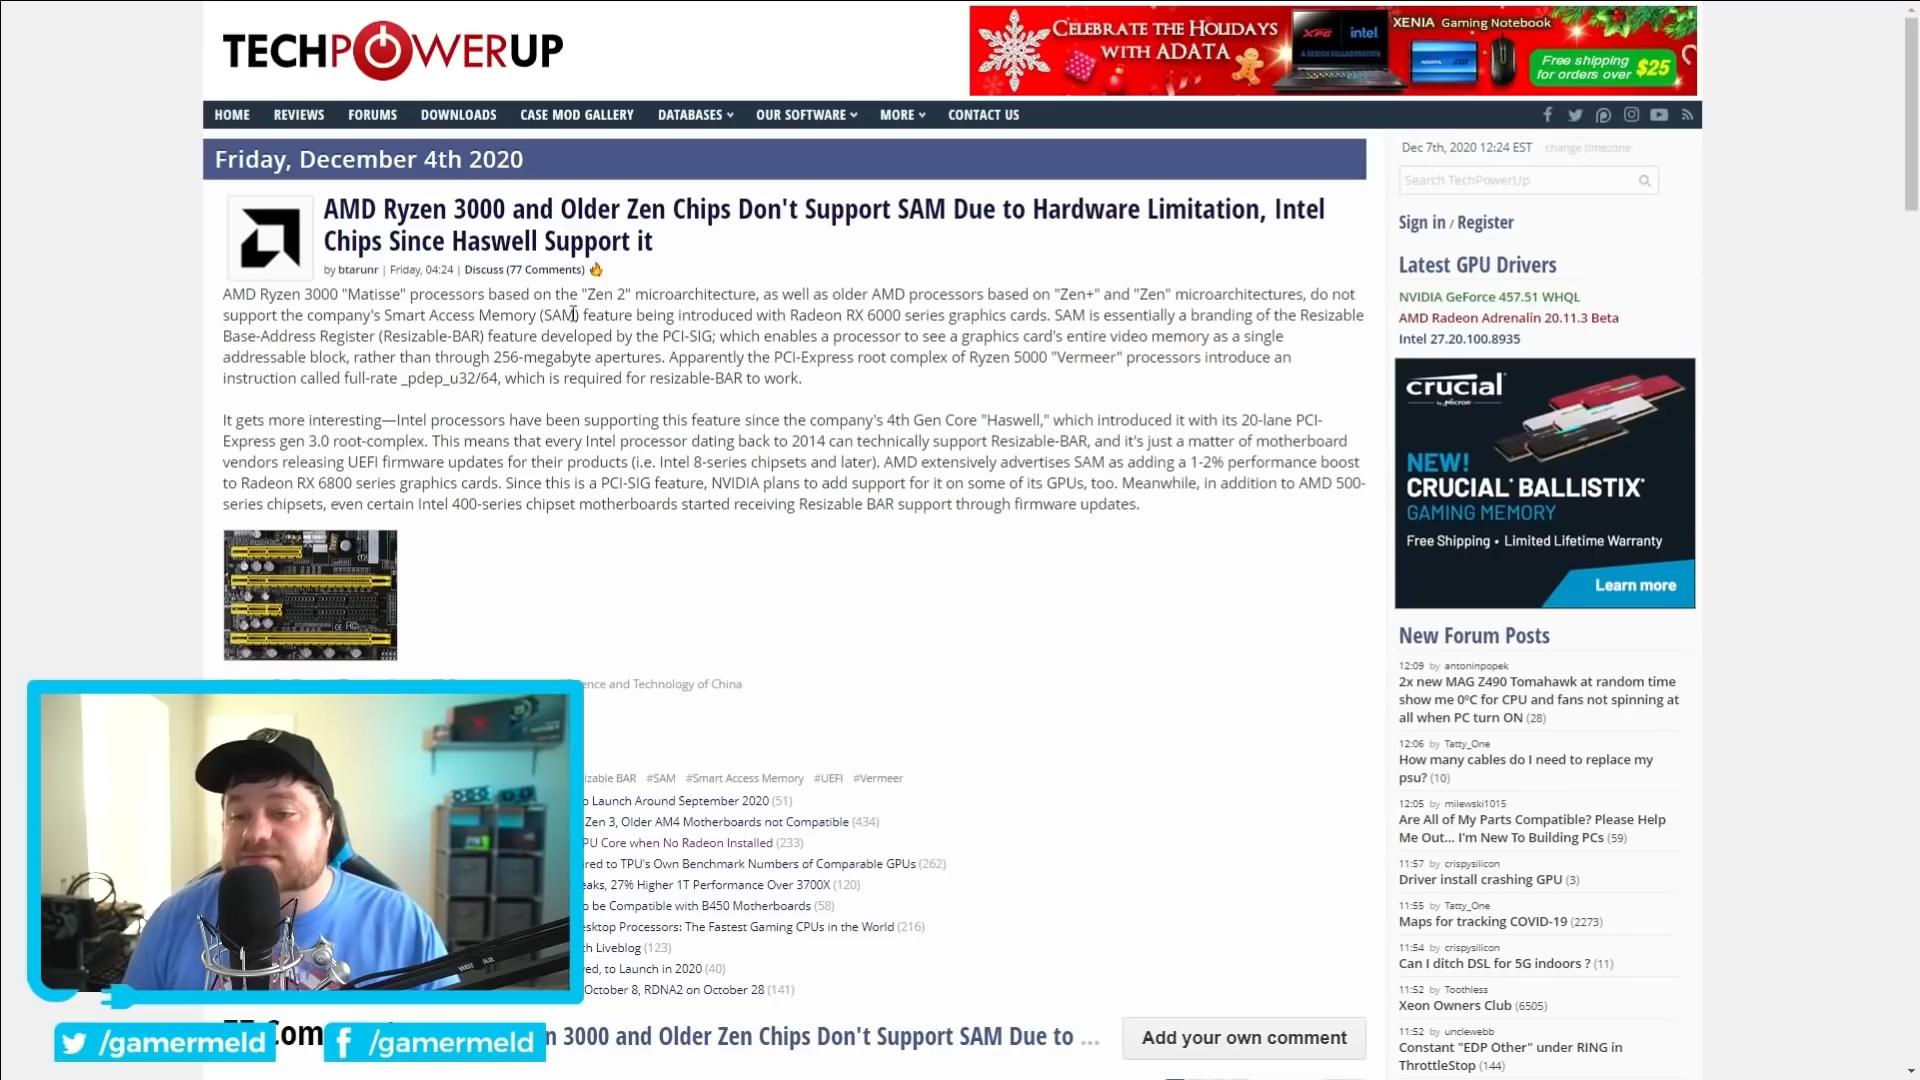 TECHPOWERUP
CELEBRATE THE HOLIDAYS
WITH ADATA
XPG intel
XENIA Gaming Notebook
Free shipping
for orders over $25
HOME REVIEWS FORUMS DOWNLOADS CASE MOD GALLERY DATABASES OUR SOFTWARE MORE CONTACT US
Friday, December 4th 2020
AMD Ryzen 3000 and Older Zen Chips Don't Support SAM Due to Hardware Limitation, Intel
Chips Since Haswell Support it
by btarunr | Friday, 04:24 | Discuss (77 Comments)
AMD Ryzen 3000 "Matisse" processors based on the "Zen 2" microarchitecture, as well as older AMD processors based on "Zen+" and "Zen" microarchitectures, do not
support the company's Smart Access Memory (SAM) feature being introduced with Radeon RX 6000 series graphics cards. SAM is essentially a branding of the Resizable
Base-Address Register (Resizable-BAR) feature developed by the PCI-SIG; which enables a processor to see a graphics card's entire video memory as a single
addressable block, rather than through 256-megabyte apertures. Apparently the PCI-Express root complex of Ryzen 5000 "Vermeer" processors introduce an
instruction called full-rate _pdep_u32/64, which is required for resizable-BAR to work.
It gets more interesting—Intel processors have been supporting this feature since the company's 4th Gen Core "Haswell," which introduced it with its 20-lane PCI-
Express gen 3.0 root-complex. This means that every Intel processor dating back to 2014 can technically support Resizable-BAR, and it's just a matter of motherboard
vendors releasing UEFI firmware updates for their products (i.e. Intel 8-series chipsets and later). AMD extensively advertises SAM as adding a 1-2% performance boost
to Radeon RX 6800 series graphics cards. Since this is a PCI-SIG feature, NVIDIA plans to add support for it on some of its GPUs, too. Meanwhile, in addition to AMD 500-
series chipsets, even certain Intel 400-series chipset motherboards started receiving Resizable BAR support through firmware updates.
ence and Technology of China
izable BAR #SAM #Smart Access Memory #UEFI #Vermeer
o Launch Around September 2020 (51)
Zen 3, Older AM4 Motherboards not Compatible (434)
PU Core when No Radeon Installed (233)
red to TPU's Own Benchmark Numbers of Comparable GPUs (262)
eaks, 27% Higher 1T Performance Over 3700X (120)
o be Compatible with B450 Motherboards (58)
esktop Processors: The Fastest Gaming CPUs in the World (216)
ch Liveblog (123)
ed, to Launch in 2020 (40)
October 8, RDNA2 on October 28 (141)
Com n 3000 and Older Zen Chips Don't Support SAM Due to ...
Add your own comment
/gamermeld /gamermeld
Dec 7th, 2020 12:24 EST change timezone
Search TechPowerUp
Sign in / Register
Latest GPU Drivers
NVIDIA GeForce 457.51 WHQL
AMD Radeon Adrenalin 20.11.3 Beta
Intel 27.20.100.8935
crucial
by Micron
NEW!
CRUCIAL BALLISTIX
GAMING MEMORY
Free Shipping • Limited Lifetime Warranty
Learn more
New Forum Posts
12:09 by antoninpopek
2x new MAG Z490 Tomahawk at random time
show me 0ºC for CPU and fans not spinning at
all when PC turn ON (28)
12:06 by Tatty_One
How many cables do I need to replace my
psu? (10)
12:05 by milewski1015
Are All of My Parts Compatible? Please Help
Me Out... I'm New To Building PCs (59)
11:57 by crispysilicon
Driver install crashing GPU (3)
11:55 by Tatty_One
Maps for tracking COVID-19 (2273)
11:54 by crispysilicon
Can I ditch DSL for 5G indoors ? (11)
11:52 by Toothless
Xeon Owners Club (6505)
11:52 by unclewebb
Constant "EDP Other" under RING in
ThrottleStop (144)